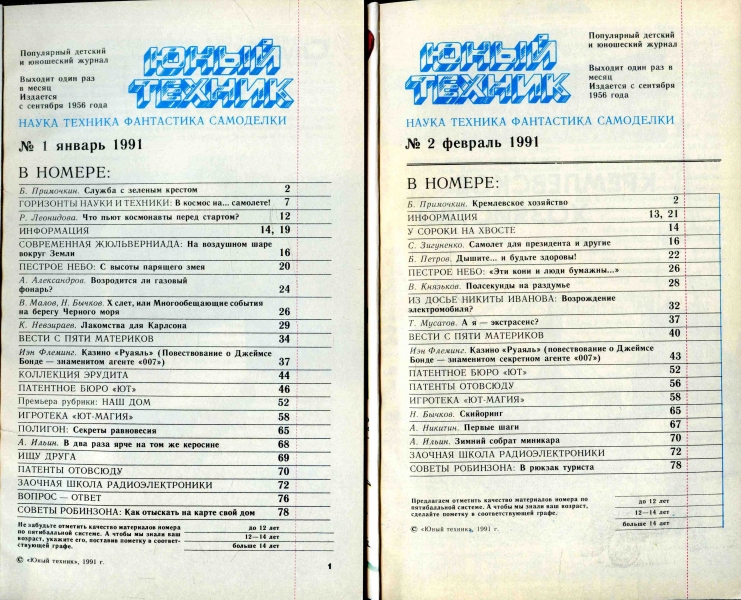 Популярный детский
и юношеский журнал
Выходит один раз
в месяц
Издается
с сентября 1956 года
ЮНЫЙ
ТЕХНИК
НАУКА ТЕХНИКА ФАНТАСТИКА САМОДЕЛКИ
№ 1 январь 1991
В НОМЕРЕ:
Б. Примочкин. Служба с зеленым крестом 2
ГОРИЗОНТЫ НАУКИ И ТЕХНИКИ: В космос на... самолете! 7
Р. Леонидова. Что пьют космонавты перед стартом? 12
ИНФОРМАЦИЯ 14, 19
СОВРЕМЕННАЯ ЖЮЛЬВЕРНИАДА: На воздушном шаре
вокруг Земли 16
ПЕСТРОЕ НЕБО: С высоты парящего змея 20
А. Александров. Возродится ли газовый
фонарь? 24
В. Малов, Н. Бычков. Х слет, или Многообещающие события
на берегу Черного моря 26
К. Невзираев. Лакомства для Карлсона 29
ВЕСТИ С ПЯТИ МАТЕРИКОВ 34
Иэн Флеминг. Казино «Руаяль» (Повествование о Джеймсе
Бонде — знаменитом агенте «007») 37
КОЛЛЕКЦИЯ ЭРУДИТА 44
ПАТЕНТНОЕ БЮРО «ЮТ» 46
Премьера рубрики: НАШ ДОМ 52
ИГРОТЕКА «ЮТ-МАГИЯ» 58
ПОЛИГОН: Секреты равновесия 65
А. Ильин. В два раза ярче на том же керосине 68
ИЩУ ДРУГА 69
ПАТЕНТЫ ОТОВСЮДУ 70
ЗАОЧНАЯ ШКОЛА РАДИОЭЛЕКТРОНИКИ 72
ВОПРОС — ОТВЕТ 76
СОВЕТЫ РОБИНЗОНА: Как отыскать на карте свой дом 78
Не забудьте отметить качество материалов номера
по пятибалльной системе. А чтобы мы знали ваш
возраст, укажите его, поставив пометку в соответ-
ствующей графе.
до 12 лет
12—14 лет
больше 14 лет
© «Юный техник», 1991 г.
1
ЮНЫЙ
ТЕХНИК
Популярный детский
и юношеский журнал
Выходит один раз в
месяц
Издается с сентября
1956 года
НАУКА ТЕХНИКА ФАНТАСТИКА САМОДЕЛКИ
№ 2 февраль 1991
В НОМЕРЕ:
Б. Примочкин. Кремлевское хозяйство 2
ИНФОРМАЦИЯ 13, 21
У СОРОКИ НА ХВОСТЕ 14
С. Зигуненко. Самолет для президента и другие 16
Б. Петров. Дышите... и будьте здоровы! 22
ПЕСТРОЕ НЕБО: «Эти кони и люди бумажны...» 26
В. Князьков. Полсекунды на раздумье 28
ИЗ ДОСЬЕ НИКИТЫ ИВАНОВА: Возрождение
электромобиля? 32
Т. Мусатов. А я — экстрасенс? 37
ВЕСТИ С ПЯТИ МАТЕРИКОВ 40
Иэн Флеминг. Казино «Руаяль» (повествование о Джеймсе
Бонде — знаменитом секретном агенте «007») 43
ПАТЕНТНОЕ БЮРО «ЮТ» 52
ПАТЕНТЫ ОТОВСЮДУ 56
ИГРОТЕКА «ЮТ-МАГИЯ» 58
Н. Бычков. Скийоринг 65
А. Никитин. Первые шаги 67
А. Ильин. Зимний собрат миникара 70
ЗАОЧНАЯ ШКОЛА РАДИОЭЛЕКТРОНИКИ 72
СОВЕТЫ РОБИНЗОНА: В рюкзак туриста 78
Предлагаем отметить качество материалов номера по
пятибалльной системе. А чтобы мы знали ваш возраст,
сделайте пометку в соответствующей графе.
до 12 лет
12—14 лет
больше 14 лет
© «Юный техник», 1991 г.